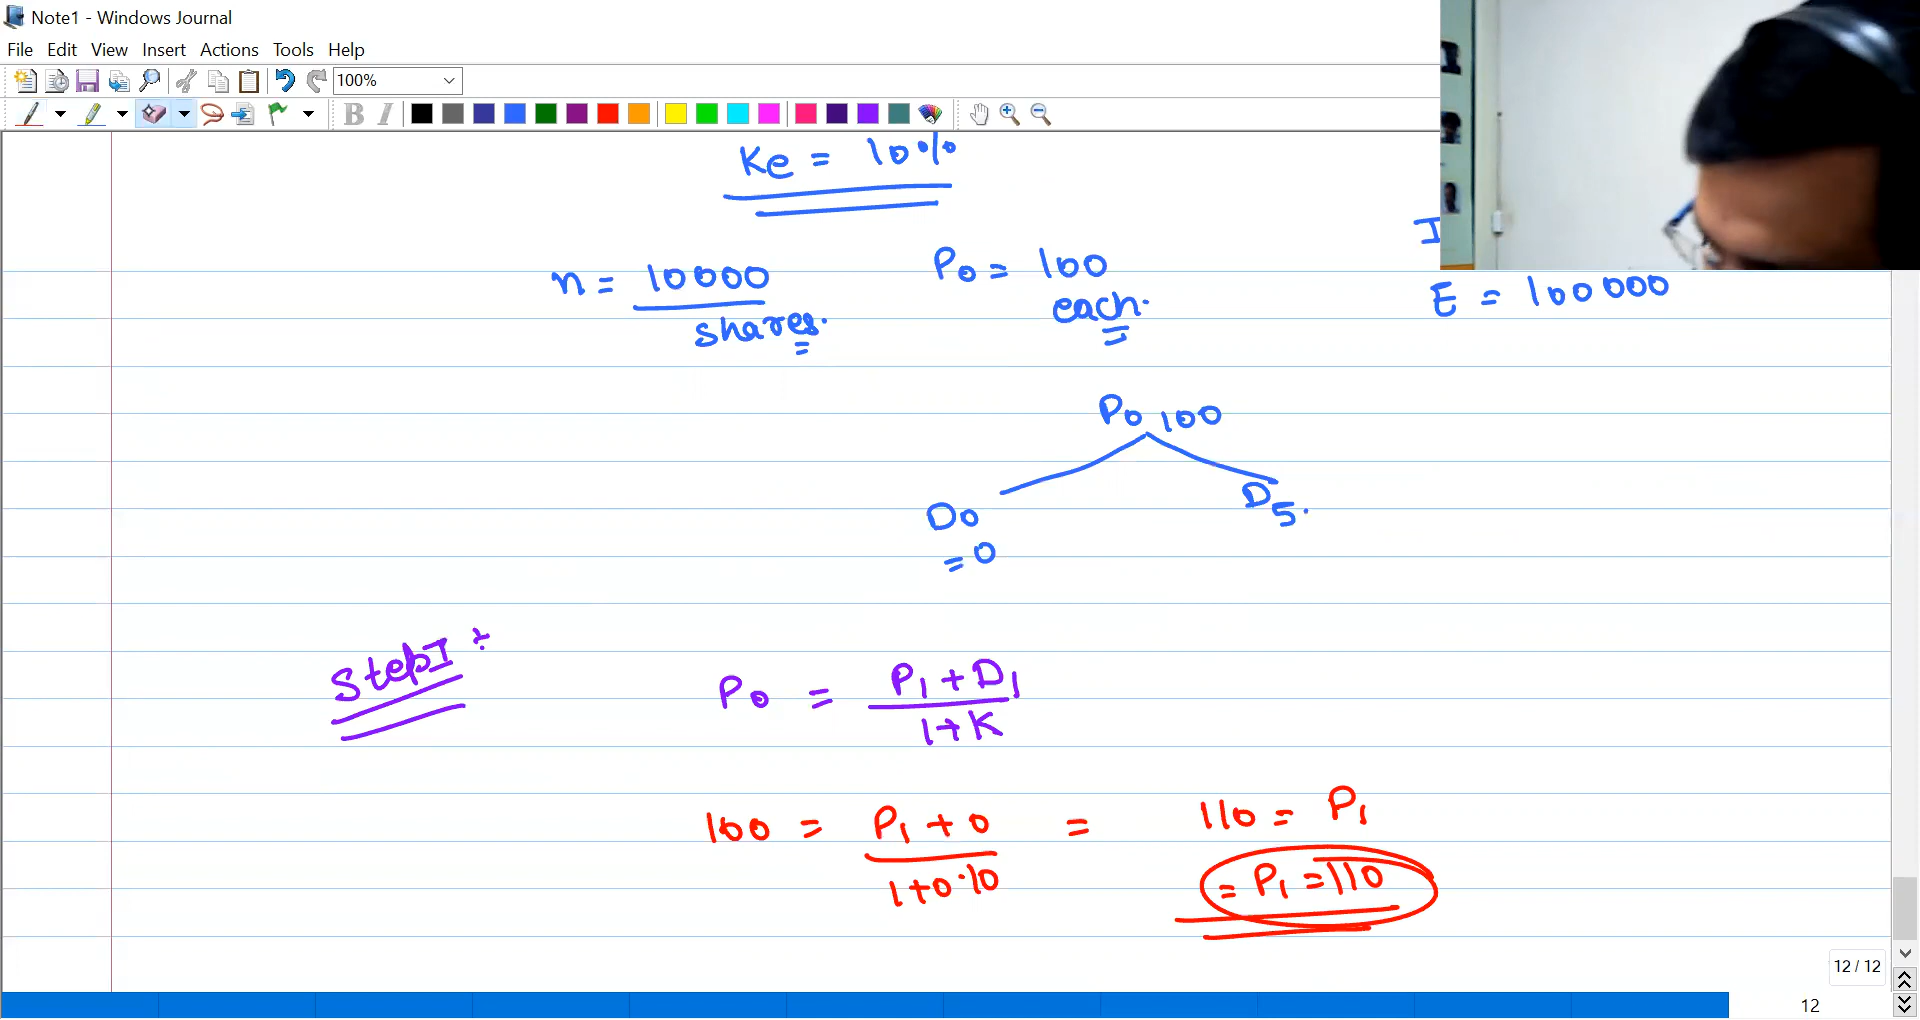 Note1 - Windows Journal
File Edit View Insert Actions Tools Help
100%
B I
Ke = 10%
n = 10000 shares.
P0 = 100 each.
I
E = 100000
P0 100
D0 = 0
D 5.
Step I :
P0 = P1 + D1 / 1+K
100 = P1 + 0 / 1+0.10 = 110 = P1
= P1 = 110
12 / 12
12